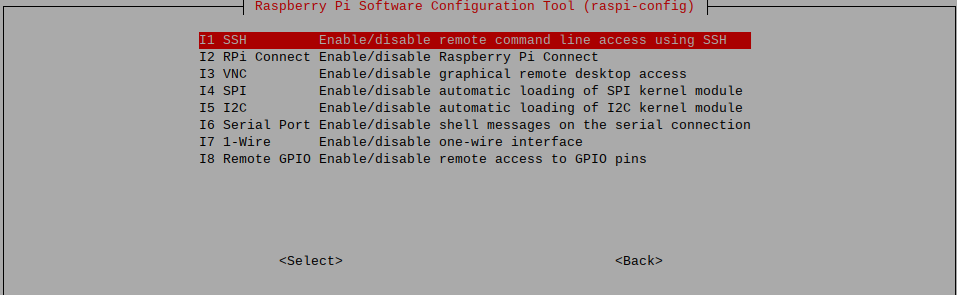 Raspberry Pi Software Configuration Tool (raspi-config)
I1 SSH Enable/disable remote command line access using SSH
I2 RPi Connect Enable/disable Raspberry Pi Connect
I3 VNC Enable/disable graphical remote desktop access
I4 SPI Enable/disable automatic loading of SPI kernel module
I5 I2C Enable/disable automatic loading of I2C kernel module
I6 Serial Port Enable/disable shell messages on the serial connection
I7 1-Wire Enable/disable one-wire interface
I8 Remote GPIO Enable/disable remote access to GPIO pins
<Select> <Back>